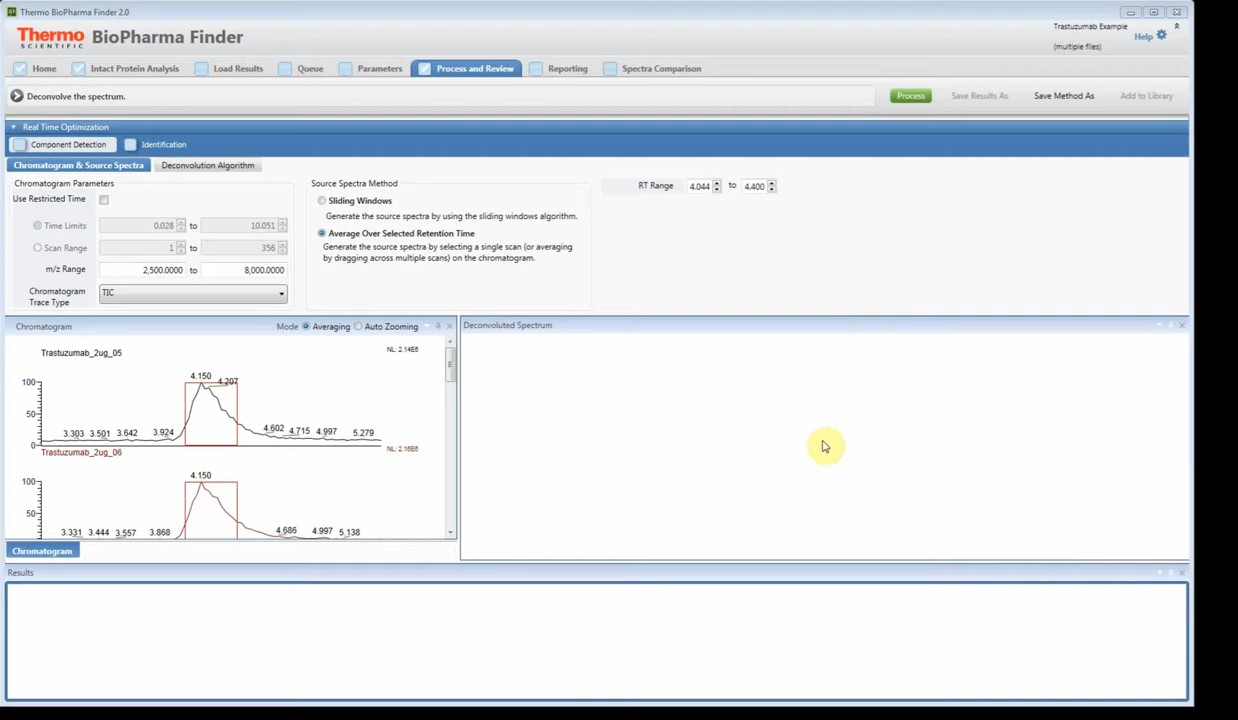 Thermo BioPharma Finder 2.0
Thermo
SCIENTIFIC
BioPharma Finder
Trastuzumab Example
(multiple files)
Help
Home
Intact Protein Analysis
Load Results
Queue
Parameters
Process and Review
Reporting
Spectra Comparison
Deconvolve the spectrum.
Process
Save Results As
Save Method As
Add to Library
Real Time Optimization
Component Detection
Identification
Chromatogram & Source Spectra
Deconvolution Algorithm
Chromatogram Parameters
Use Restricted Time
Time Limits 0.028 to 10.051
Scan Range 1 to 356
m/z Range 2,500.0000 to 8,000.0000
Chromatogram
Trace Type
TIC
Source Spectra Method
Sliding Windows
Generate the source spectra by using the sliding windows algorithm.
Average Over Selected Retention Time
Generate the source spectra by selecting a single scan (or averaging
by dragging across multiple scans) on the chromatogram.
RT Range 4.044 to 4.400
Chromatogram
Mode Averaging Auto Zooming
Trastuzumab_2ug_05
NL: 2.14E6
100
50
0
4.150
4.207
3.303 3.501 3.642 3.924 4.602 4.715 4.997 5.279
Trastuzumab_2ug_06
NL: 2.16E6
100
50
4.150
3.331 3.444 3.557 3.868 4.686 4.997 5.138
Chromatogram
Deconvoluted Spectrum
Results